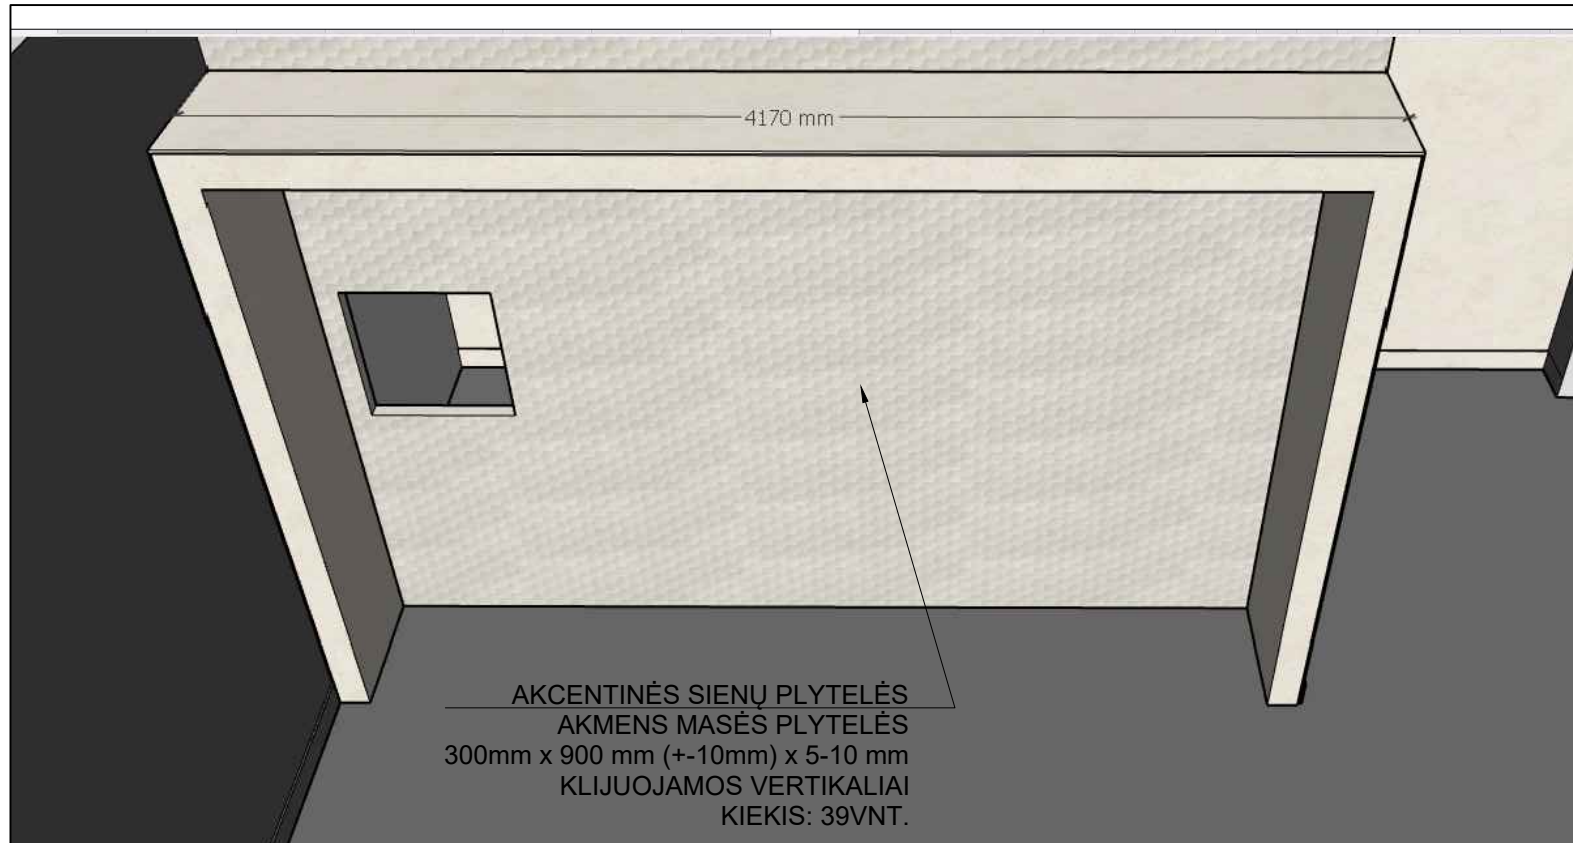 4170 mm
AKCENTINĖS SIENŲ PLYTELĖS
AKMENS MASĖS PLYTELĖS
300mm x 900 mm (+-10mm) x 5-10 mm
KLIJUOJAMOS VERTIKALIAI
KIEKIS: 39VNT.